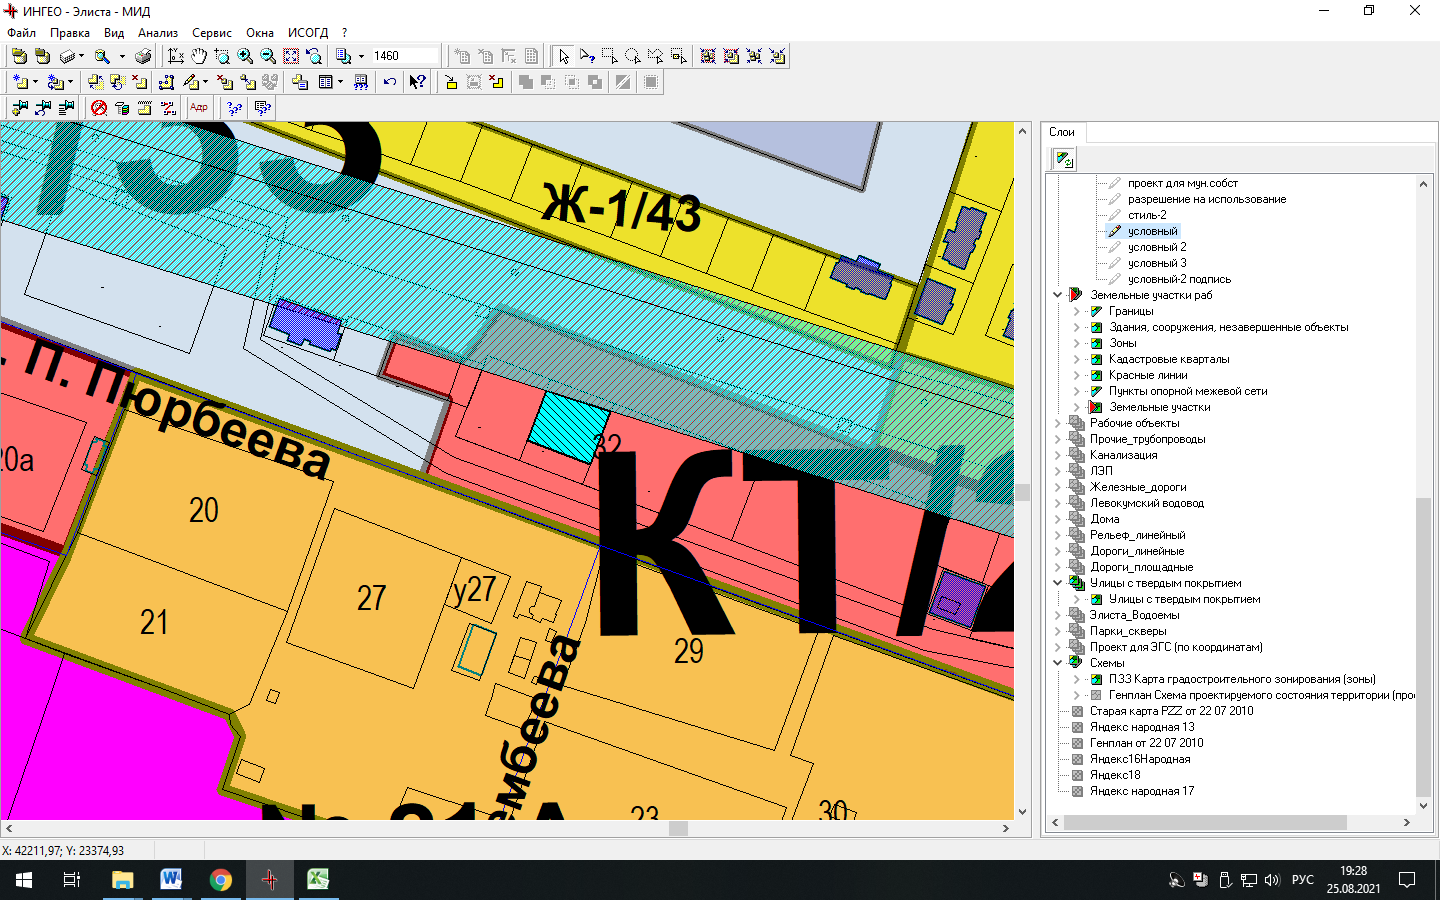 ИНГЕО - Элиста - МИД
Файл Правка Вид Анализ Сервис Окна ИСОГД ?
1460
Адр
Слои
проект для мун.собст
разрешение на использование
стиль-2
условный
условный 2
условный 3
условный-2 подпись
Земельные участки раб
Границы
Здания, сооружения, незавершенные объекты
Зоны
Кадастровые кварталы
Красные линии
Пункты опорной межевой сети
Земельные участки
Рабочие объекты
Прочие_трубопроводы
Канализация
ЛЭП
Железные_дороги
Левокумский водовод
Дома
Рельеф_линейный
Дороги_линейные
Дороги_площадные
Улицы с твердым покрытием
Улицы с твердым покрытием
Элиста_Водоемы
Парки_скверы
Проект для ЭГС (по координатам)
Схемы
ПЗЗ Карта градостроительного зонирования (зоны)
Генплан Схема проектируемого состояния территории (прое
Старая карта PZZ от 22 07 2010
Яндекс народная 13
Генплан от 22 07 2010
Яндекс16Народная
Яндекс18
Яндекс народная 17
Ж-1/43
. П. Пюрбеева
20а
20
32
21
27
у27
29
23
30
X: 42211,97; Y: 23374,93
РУС
19:28
25.08.2021